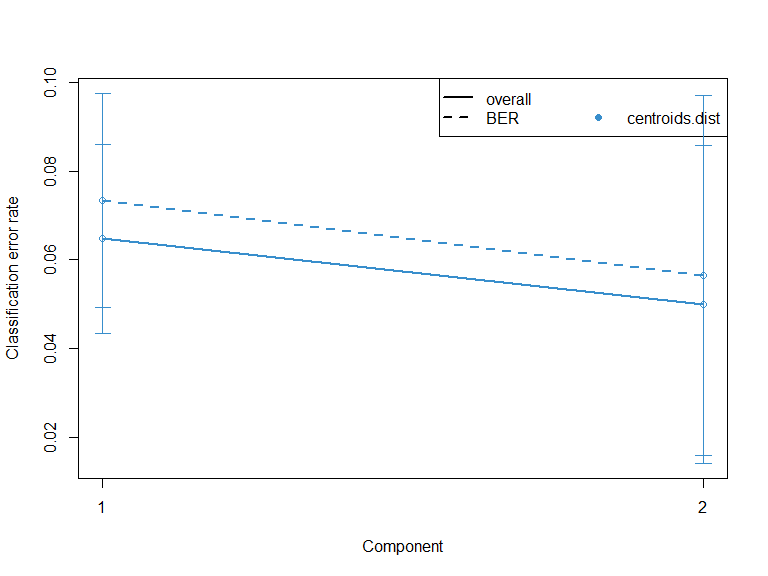 overall
BER
centroids.dist
Classification error rate
0.10
0.08
0.06
0.04
0.02
1
2
Component